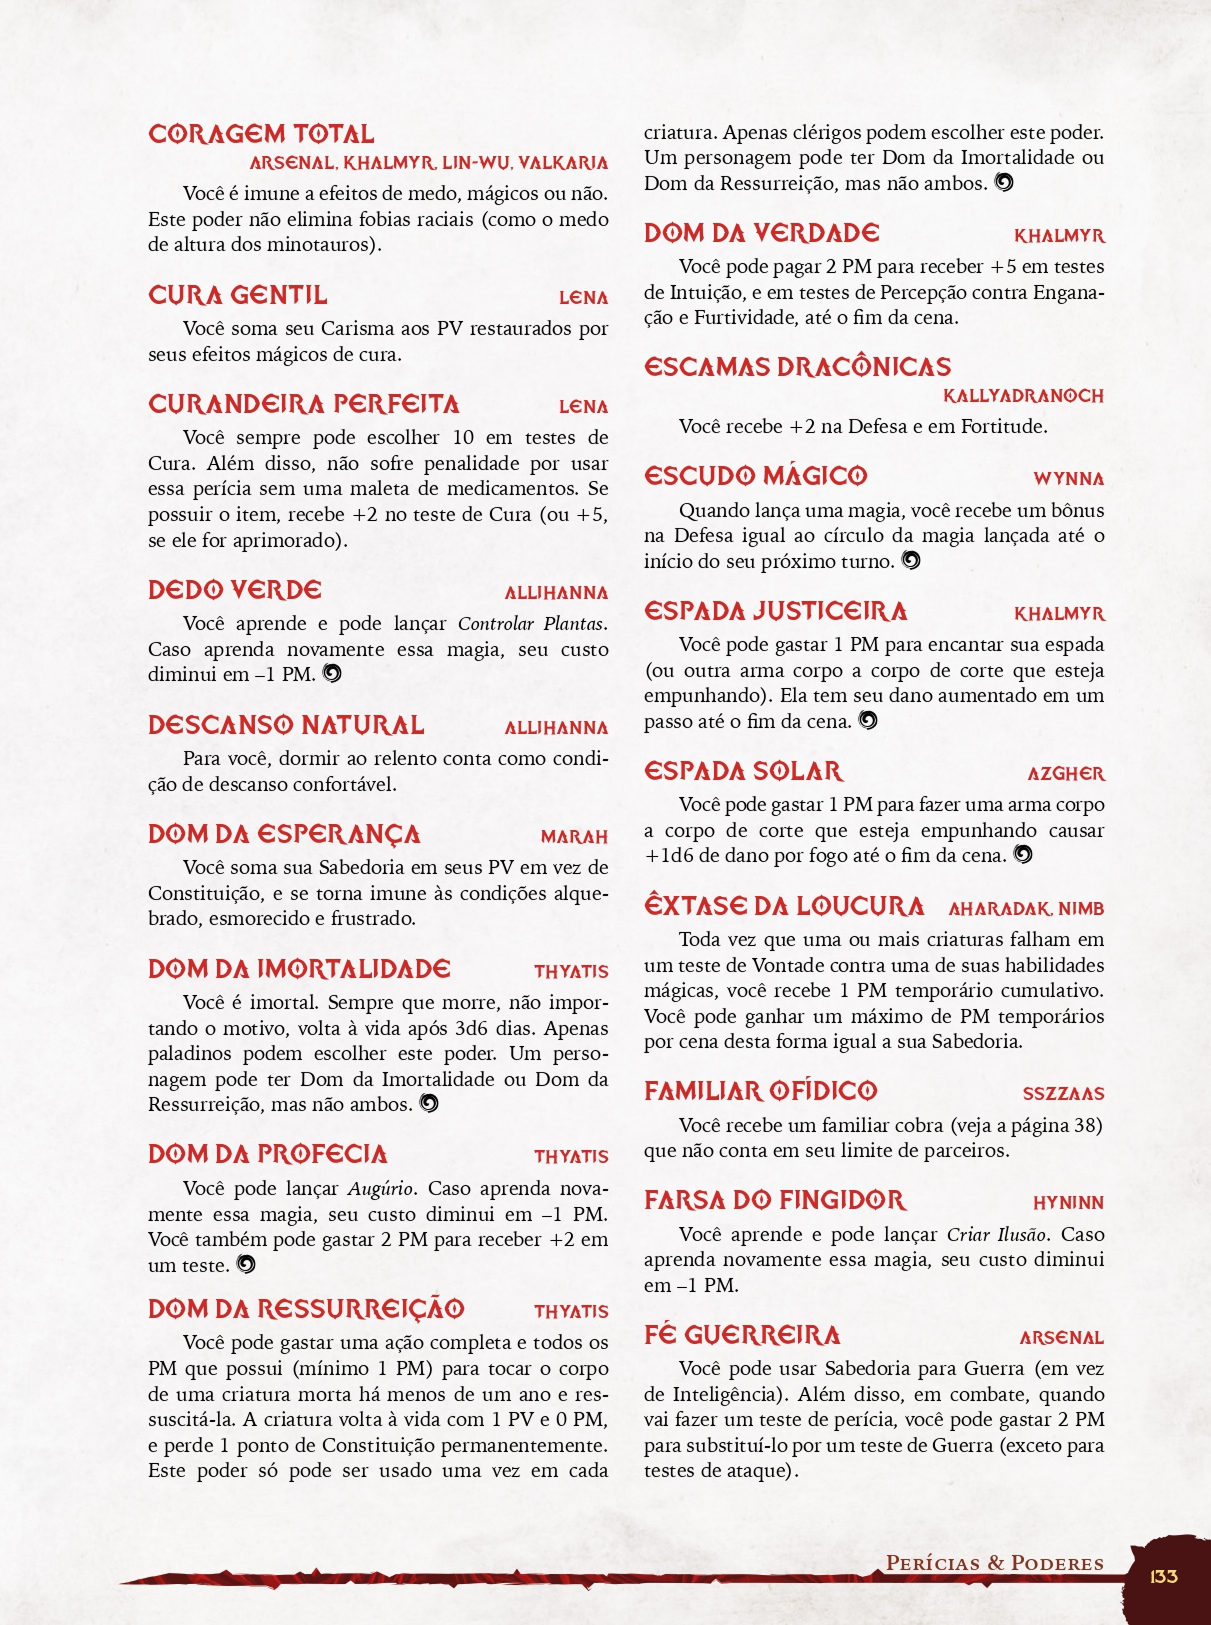 CORAGEM TOTAL
ARSENAL, KHALMYR, LIN-WU, VALKARIA
Você é imune a efeitos de medo, mágicos ou não.
Este poder não elimina fobias raciais (como o medo
de altura dos minotauros).
CURA GENTIL LENA
Você soma seu Carisma aos PV restaurados por
seus efeitos mágicos de cura.
CURANDEIRA PERFEITA LENA
Você sempre pode escolher 10 em testes de
Cura. Além disso, não sofre penalidade por usar
essa perícia sem uma maleta de medicamentos. Se
possuir o item, recebe +2 no teste de Cura (ou +5,
se ele for aprimorado).
DEDO VERDE ALLIHANNA
Você aprende e pode lançar Controlar Plantas.
Caso aprenda novamente essa magia, seu custo
diminui em –1 PM.
DESCANSO NATURAL ALLIHANNA
Para você, dormir ao relento conta como condi-
ção de descanso confortável.
DOM DA ESPERANÇA MARAH
Você soma sua Sabedoria em seus PV em vez de
Constituição, e se torna imune às condições alque-
brado, esmorecido e frustrado.
DOM DA IMORTALIDADE THYATIS
Você é imortal. Sempre que morre, não impor-
tando o motivo, volta à vida após 3d6 dias. Apenas
paladinos podem escolher este poder. Um perso-
nagem pode ter Dom da Imortalidade ou Dom da
Ressurreição, mas não ambos.
DOM DA PROFECIA THYATIS
Você pode lançar Augúrio. Caso aprenda nova-
mente essa magia, seu custo diminui em –1 PM.
Você também pode gastar 2 PM para receber +2 em
um teste.
DOM DA RESSURREIÇÃO THYATIS
Você pode gastar uma ação completa e todos os
PM que possui (mínimo 1 PM) para tocar o corpo
de uma criatura morta há menos de um ano e res-
suscitá-la. A criatura volta à vida com 1 PV e 0 PM,
e perde 1 ponto de Constituição permanentemente.
Este poder só pode ser usado uma vez em cada
criatura. Apenas clérigos podem escolher este poder.
Um personagem pode ter Dom da Imortalidade ou
Dom da Ressurreição, mas não ambos.
DOM DA VERDADE KHALMYR
Você pode pagar 2 PM para receber +5 em testes
de Intuição, e em testes de Percepção contra Engana-
ção e Furtividade, até o fim da cena.
ESCAMAS DRACÔNICAS
KALLYADRANOCH
Você recebe +2 na Defesa e em Fortitude.
ESCUDO MÁGICO WYNNA
Quando lança uma magia, você recebe um bônus
na Defesa igual ao círculo da magia lançada até o
início do seu próximo turno.
ESPADA JUSTICEIRA KHALMYR
Você pode gastar 1 PM para encantar sua espada
(ou outra arma corpo a corpo de corte que esteja
empunhando). Ela tem seu dano aumentado em um
passo até o fim da cena.
ESPADA SOLAR AZGHER
Você pode gastar 1 PM para fazer uma arma corpo
a corpo de corte que esteja empunhando causar
+1d6 de dano por fogo até o fim da cena.
ÊXTASE DA LOUCURA AHARADAK, NIMB
Toda vez que uma ou mais criaturas falham em
um teste de Vontade contra uma de suas habilidades
mágicas, você recebe 1 PM temporário cumulativo.
Você pode ganhar um máximo de PM temporários
por cena desta forma igual a sua Sabedoria.
FAMILIAR OFÍDICO SSZZAAS
Você recebe um familiar cobra (veja a página 38)
que não conta em seu limite de parceiros.
FARSA DO FINGIDOR HYNINN
Você aprende e pode lançar Criar Ilusão. Caso
aprenda novamente essa magia, seu custo diminui
em –1 PM.
FÉ GUERREIRA ARSENAL
Você pode usar Sabedoria para Guerra (em vez
de Inteligência). Além disso, em combate, quando
vai fazer um teste de perícia, você pode gastar 2 PM
para substituí-lo por um teste de Guerra (exceto para
testes de ataque).
PERÍCIAS & PODERES
133